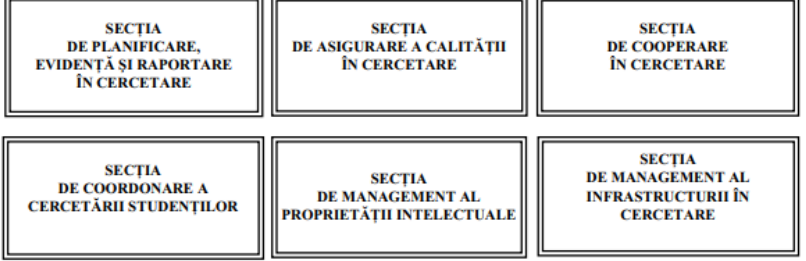 SECȚIA
DE PLANIFICARE,
EVIDENȚĂ ȘI RAPORTARE
ÎN CERCETARE
SECȚIA
DE ASIGURARE A CALITĂȚII
ÎN CERCETARE
SECȚIA
DE COOPERARE
ÎN CERCETARE
SECȚIA
DE COORDONARE A
CERCETĂRII STUDENȚILOR
SECȚIA
DE MANAGEMENT AL
PROPRIETĂȚII INTELECTUALE
SECȚIA
DE MANAGEMENT AL
INFRASTRUCTURII ÎN
CERCETARE